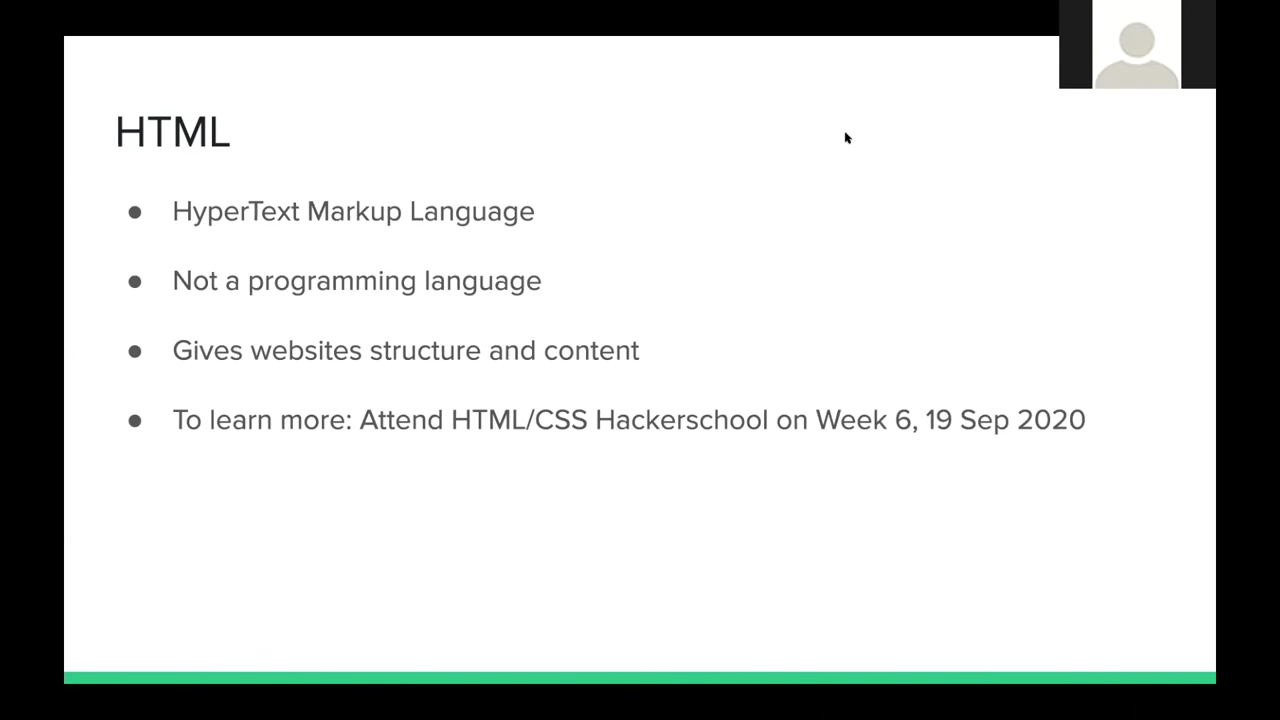 HTML
● HyperText Markup Language
● Not a programming language
● Gives websites structure and content
● To learn more: Attend HTML/CSS Hackerschool on Week 6, 19 Sep 2020